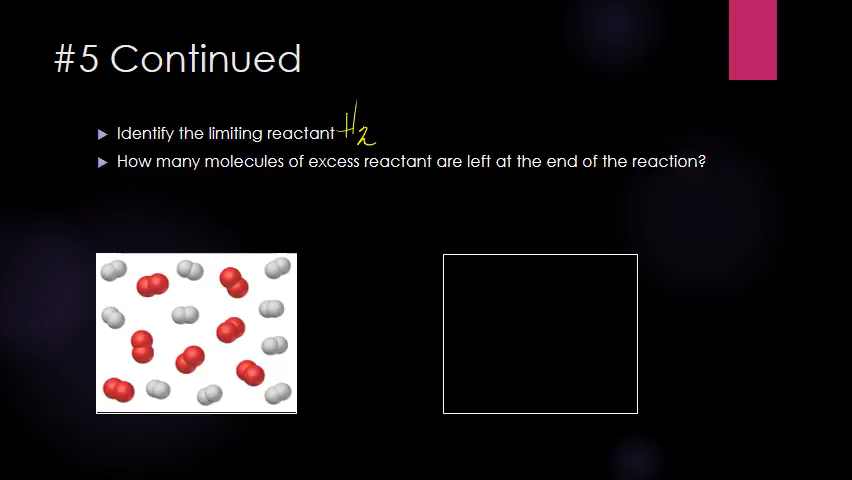 #5 Continued
Identify the limiting reactant H2
How many molecules of excess reactant are left at the end of the reaction?